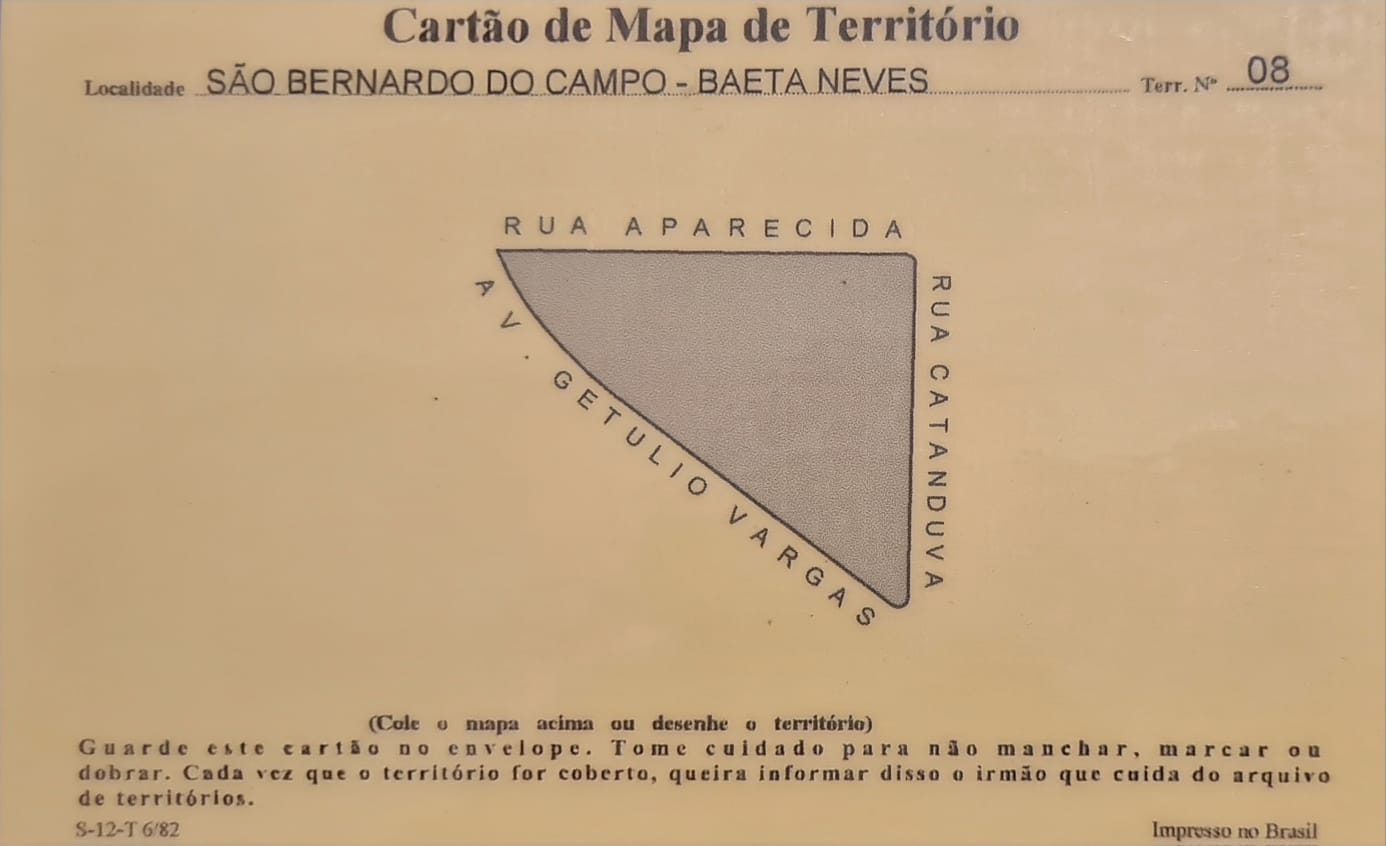 Cartão de Mapa de Território
Localidade SÃO BERNARDO DO CAMPO - BAETA NEVES Terr. Nº 08
RUA APARECIDA
AV. GETULIO VARGAS
RUA CATANDUVA
(Cole o mapa acima ou desenhe o território)
Guarde este cartão no envelope. Tome cuidado para não manchar, marcar ou
dobrar. Cada vez que o território for coberto, queira informar disso o irmão que cuida do arquivo
de territórios.
S-12-T 6/82 Impresso no Brasil